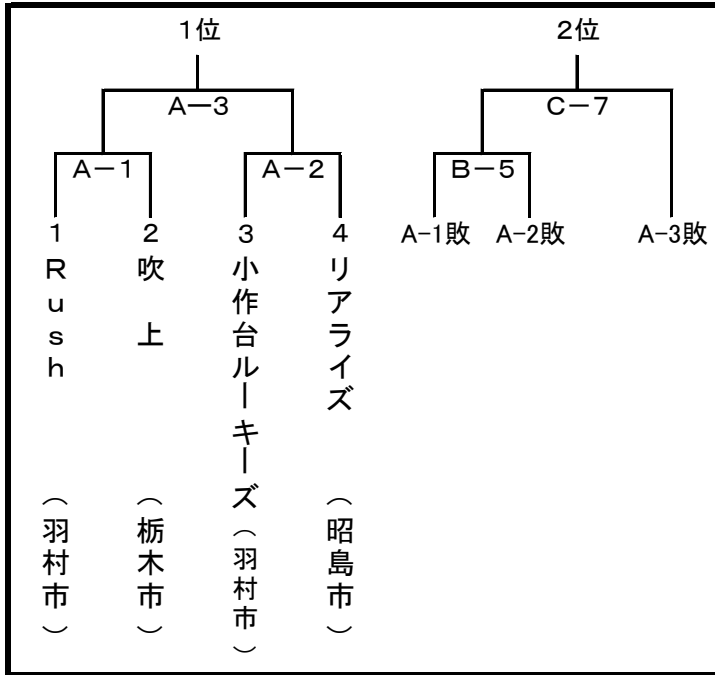 1位
2位
A－3
C－7
A－1
A－2
B－5
1
2
3
4
A-1敗
A-2敗
A-3敗
Rush
（羽村市）
吹上
（栃木市）
小作台ルーキーズ（羽村市）
リアライズ
（昭島市）